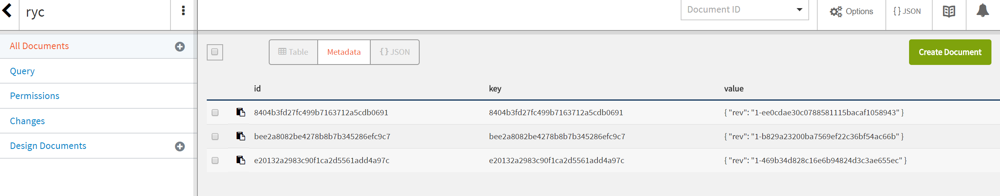 ryc
Document ID
Options
{} JSON
All Documents
Query
Permissions
Changes
Design Documents
Table
Metadata
{} JSON
Create Document
id key value
8404b3fd27fc499b7163712a5cdb0691 8404b3fd27fc499b7163712a5cdb0691 { "rev": "1-ee0cdae30c0788581115bacaf1058943" }
bee2a8082be4278b8b7b345286efc9c7 bee2a8082be4278b8b7b345286efc9c7 { "rev": "1-b829a23200ba7569ef22c36bf54ac66b" }
e20132a2983c90f1ca2d5561add4a97c e20132a2983c90f1ca2d5561add4a97c { "rev": "1-469b34d828c16e6b94824d3c3ae655ec" }